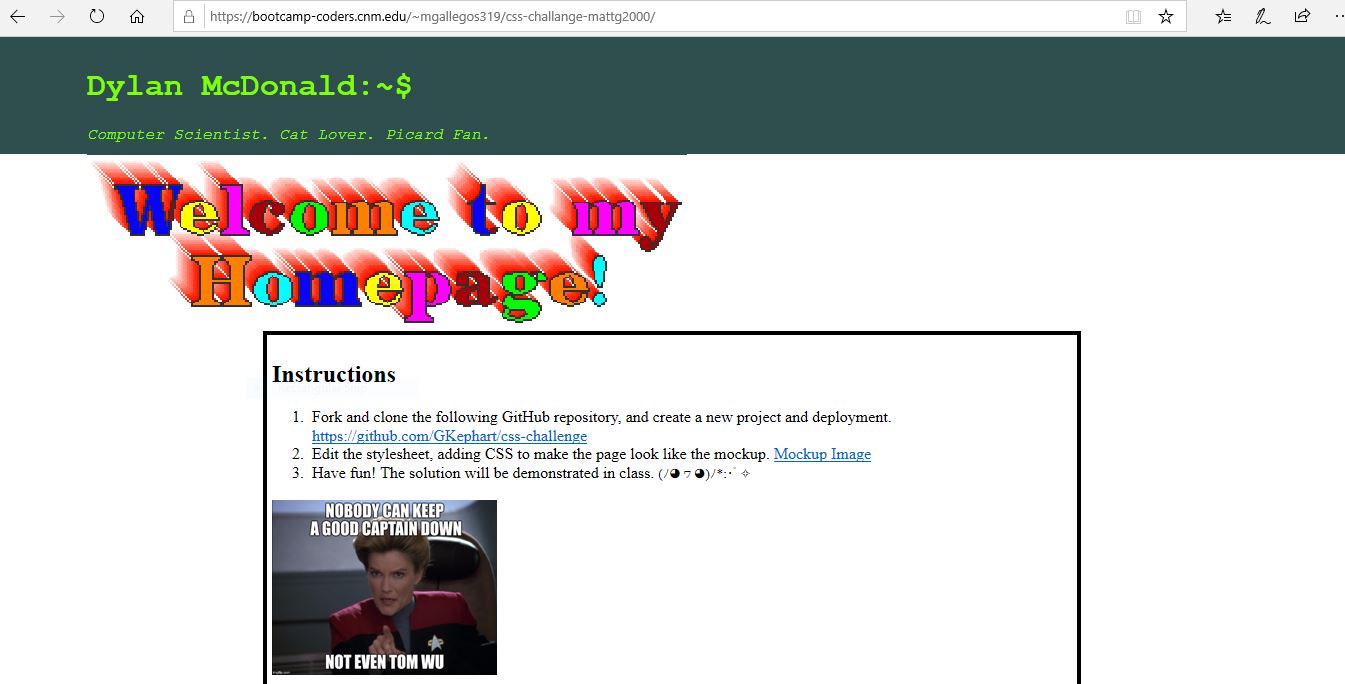 https://bootcamp-coders.cnm.edu/~mgallegos319/css-challange-mattg2000/
Dylan McDonald:~$
Computer Scientist. Cat Lover. Picard Fan.
Welcome to my
Homepage!
Instructions
1. Fork and clone the following GitHub repository, and create a new project and deployment.
https://github.com/GKephart/css-challenge
2. Edit the stylesheet, adding CSS to make the page look like the mockup. Mockup Image
3. Have fun! The solution will be demonstrated in class. (ﾉ◕ヮ◕)ﾉ*:･ﾟ✧
NOBODY CAN KEEP
A GOOD CAPTAIN DOWN
NOT EVEN TOM WU
imgflip.com